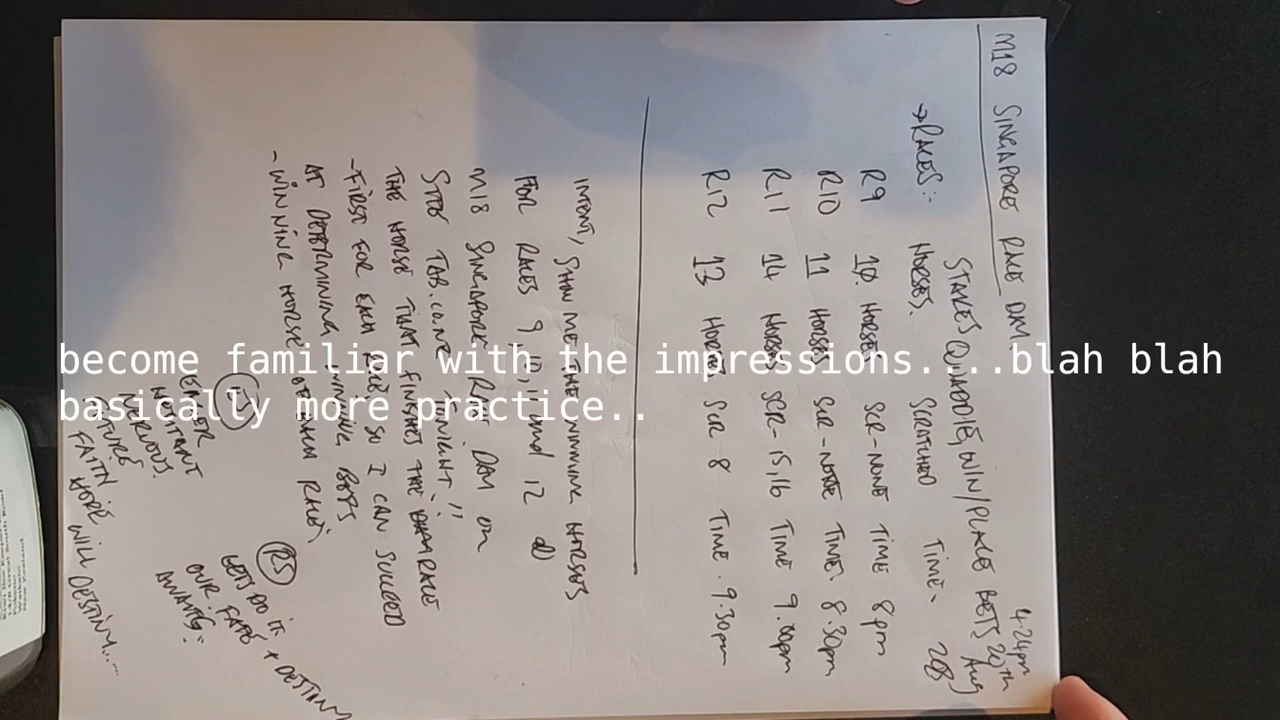 become familiar with the impressions....blah blah
basically more practice..
4.24pm
20th
Aug
M18 SINGAPORE RACE DAY.
STAKES QUADDIE, WIN/PLACE BETS
→RACES:- HORSES. SCRATCHED TIME.
R9 10. HORSES SCR-NONE TIME 8pm
R10 11 HORSES SCR-NONE TIME. 8.30pm
R11 14 HORSES SCR-15,16 TIME 9.00pm
R12 13 HORSES SCR 8 TIME. 9.30pm
INTENT, SHOW ME THE WINNING HORSES
FOR RACES 9, 10, 11 and 12
M18 SINGAPORE RACE DAY on
TAB.co.nz TONIGHT!!
THE HORSE THAT FINISHES THE RACE
-FIRST FOR EACH RACE SO I CAN SUCCEED
AT DETERMINING WINNING BETS
-WINNING HORSE OF EACH RACE,
NERVOUS.
FUTURE
FAITH HOPE WILL DESTINY....
RS
LETS DO IT
OUR FATE + DESTINY
AWAITS: